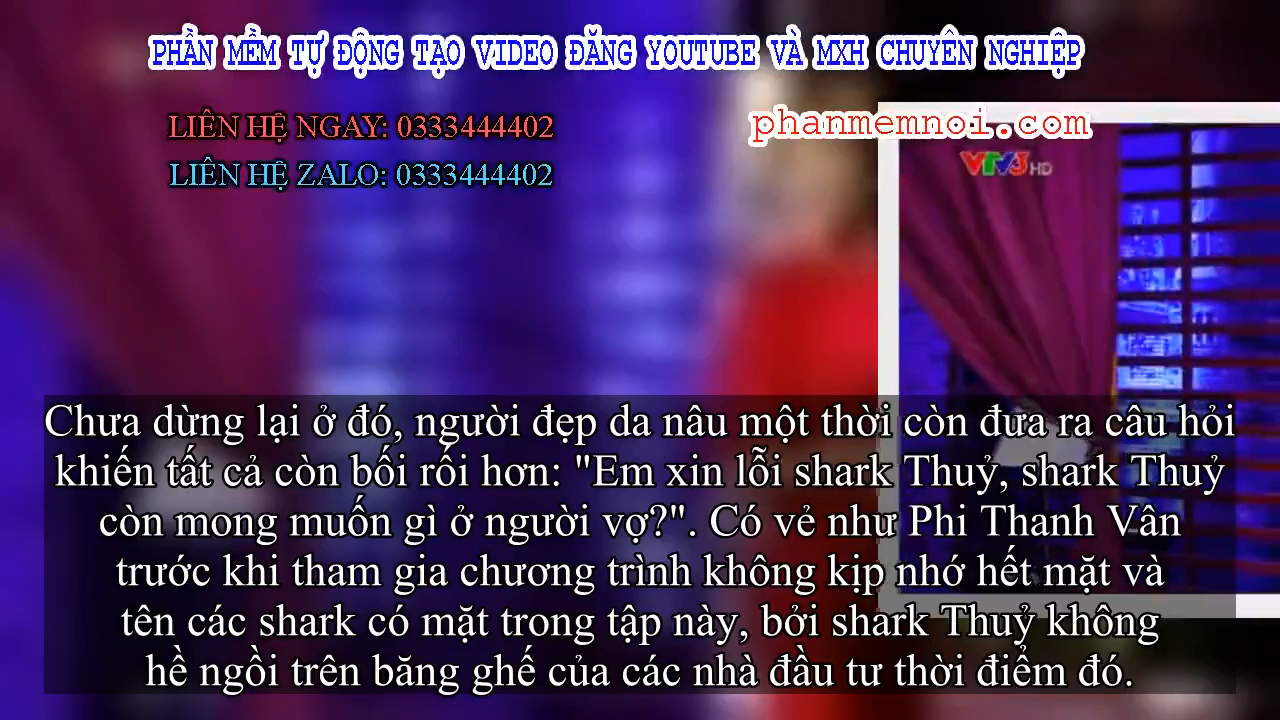 PHẦN MỀM TỰ ĐỘNG TẠO VIDEO ĐĂNG YOUTUBE VÀ MXH CHUYÊN NGHIỆP
LIÊN HỆ NGAY: 0333444402
phanmemnoi.com
LIÊN HỆ ZALO: 0333444402
VTV3 HD
Chưa dừng lại ở đó, người đẹp da nâu một thời còn đưa ra câu hỏi
khiến tất cả còn bối rối hơn: "Em xin lỗi shark Thuỷ, shark Thuỷ
còn mong muốn gì ở người vợ?". Có vẻ như Phi Thanh Vân
trước khi tham gia chương trình không kịp nhớ hết mặt và
tên các shark có mặt trong tập này, bởi shark Thuỷ không
hề ngồi trên băng ghế của các nhà đầu tư thời điểm đó.